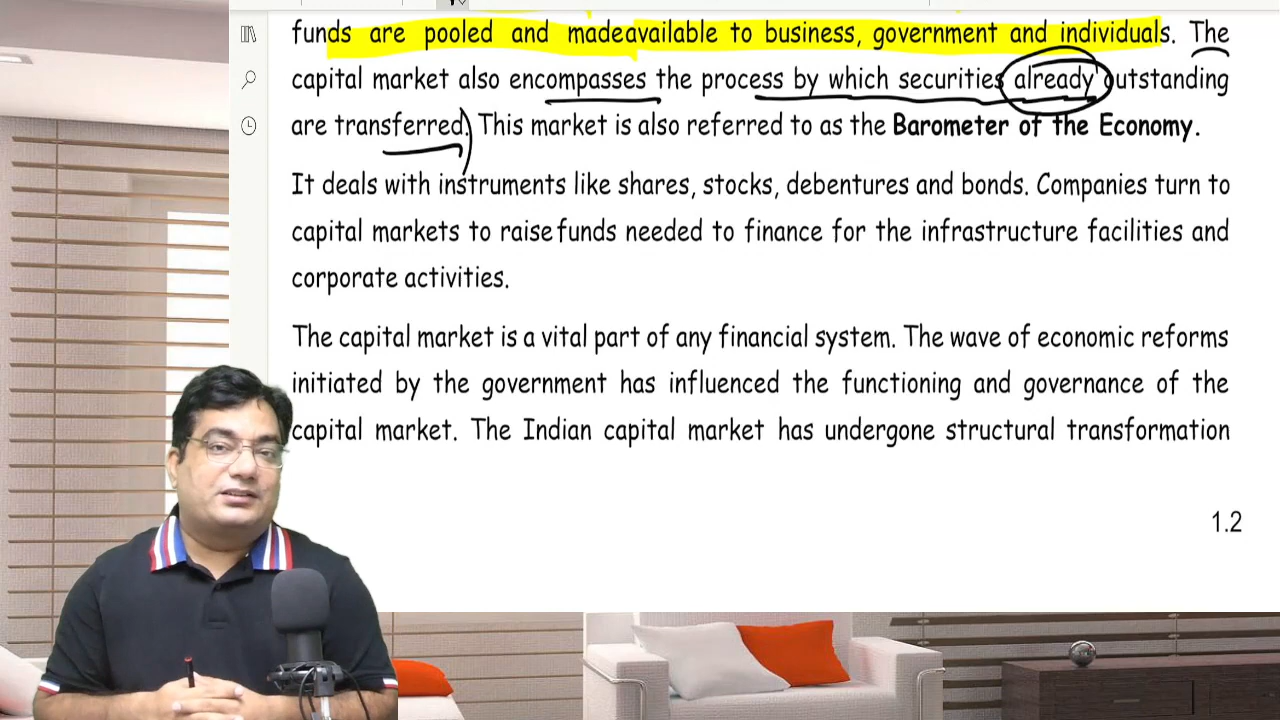 funds are pooled and madeavailable to business, government and individuals. The
capital market also encompasses the process by which securities already outstanding
are transferred. This market is also referred to as the Barometer of the Economy.
It deals with instruments like shares, stocks, debentures and bonds. Companies turn to
capital markets to raisefunds needed to finance for the infrastructure facilities and
corporate activities.
The capital market is a vital part of any financial system. The wave of economic reforms
initiated by the government has influenced the functioning and governance of the
capital market. The Indian capital market has undergone structural transformation
1.2